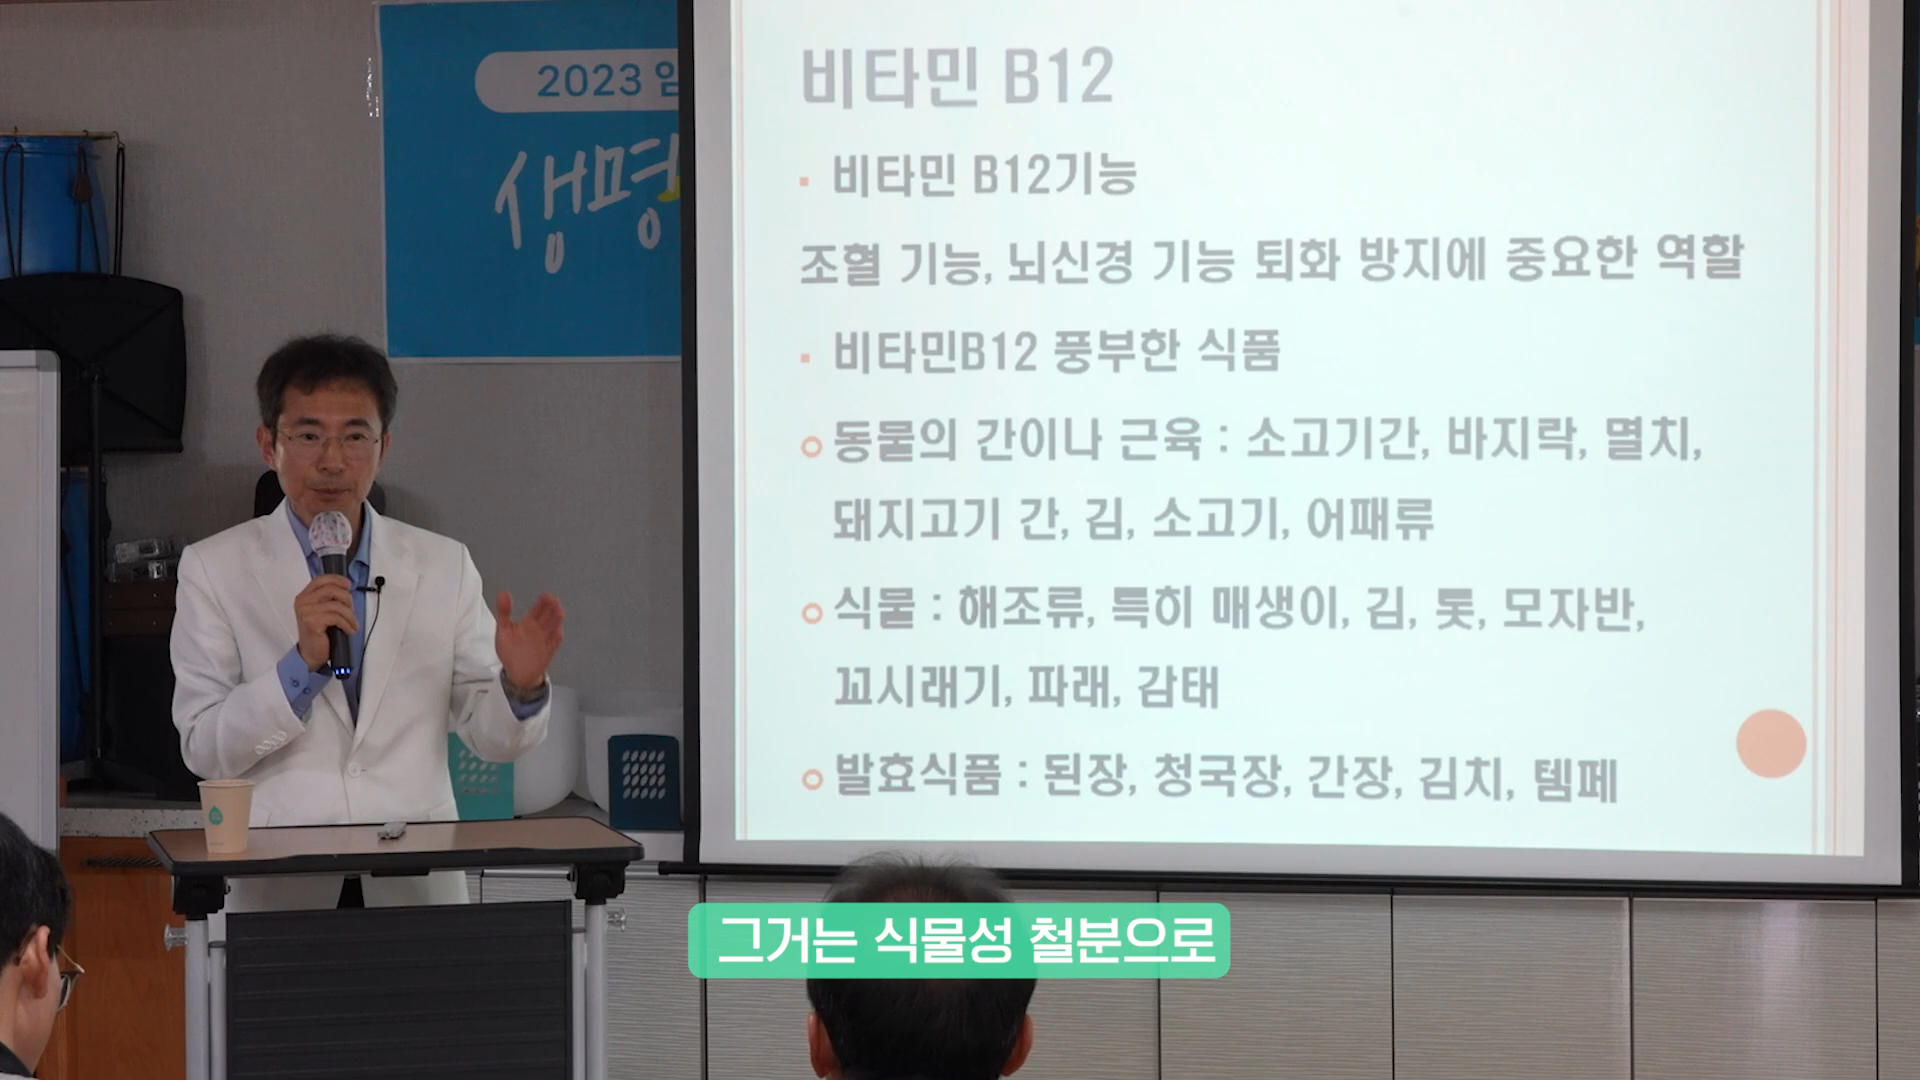 2023
생명
비타민 B12
▪ 비타민 B12기능
조혈 기능, 뇌신경 기능 퇴화 방지에 중요한 역할
▪ 비타민B12 풍부한 식품
동물의 간이나 근육 : 소고기간, 바지락, 멸치,
돼지고기 간, 김, 소고기, 어패류
식물 : 해조류, 특히 매생이, 김, 톳, 모자반,
꼬시래기, 파래, 감태
발효식품 : 된장, 청국장, 간장, 김치, 템페
그거는 식물성 철분으로